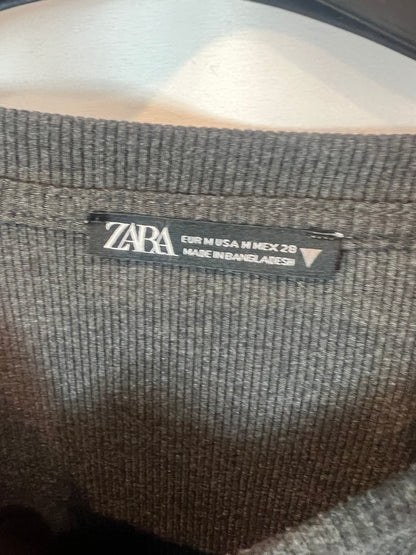 ZARA
EUR M USA M MEX 28
MADE IN BANGLADESH